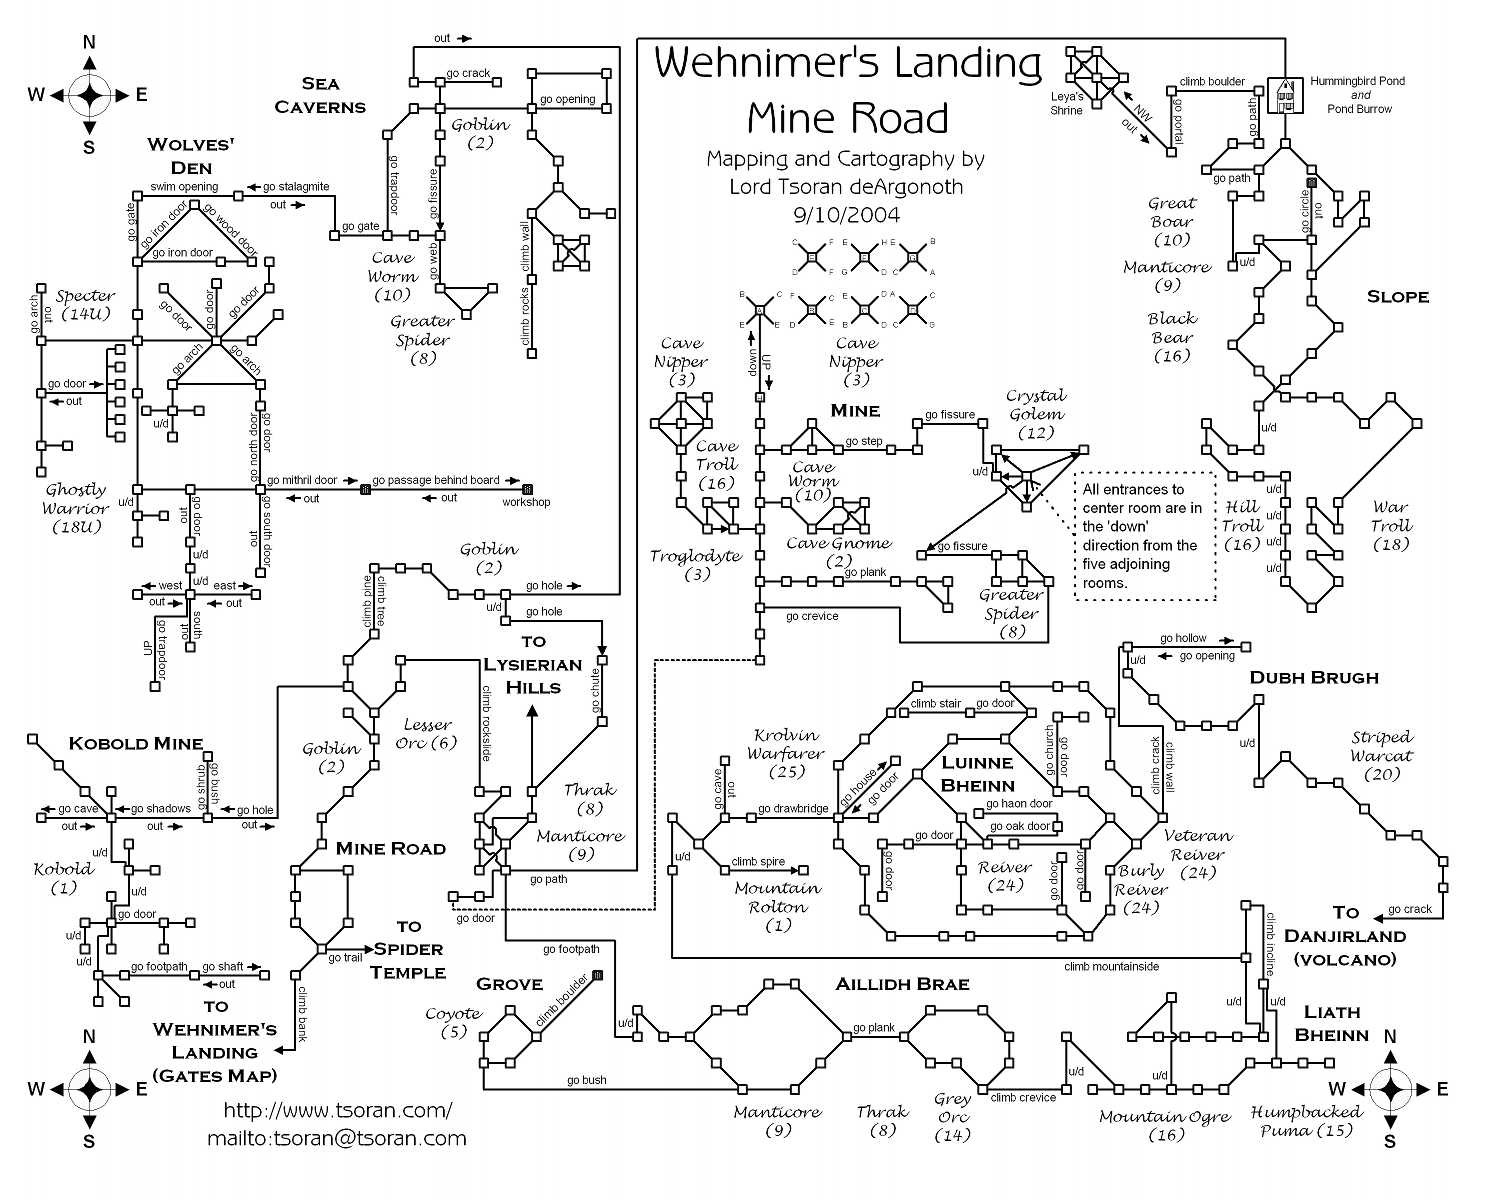 Wehnimer's Landing
Mine Road
Mapping and Cartography by
Lord Tsoran deArgonoth
9/10/2004
N
W
E
S
SEA
CAVERNS
out
go crack
go opening
Goblin
(2)
go trapdoor
go fissure
climb wall
climb rocks
go gate
go web
Cave
Worm
(10)
Greater
Spider
(8)
WOLVES'
DEN
swim opening
go stalagmite
out
go gate
go iron door
go wood door
go iron door
Specter
(14U)
go arch
out
go door
go door
go door
go arch
go arch
go door
out
u/d
go north door
go door
Ghostly
Warrior
(18U)
u/d
go mithril door
out
go passage behind board
out
workshop
out
go door
out
go south door
u/d
u/d
west
out
east
out
out
south
UP
go trapdoor
Goblin
(2)
climb pine
climb tree
go hole
u/d
go hole
go chute
TO
LYSIERIAN
HILLS
climb rockslide
Lesser
Orc (6)
Goblin
(2)
Thrak
(8)
Manticore
(9)
MINE ROAD
go path
go door
go footpath
TO
SPIDER
TEMPLE
go trail
climb bank
TO
WEHNIMER'S
LANDING
(GATES MAP)
KOBOLD MINE
go shrub
go bush
go cave
out
go shadows
out
go hole
out
u/d
Kobold
(1)
u/d
go door
u/d
u/d
go footpath
go shaft
out
N
W
E
S
http://www.tsoran.com/
mailto:tsoran@tsoran.com
Leya's
Shrine
NW
out
go portal
climb boulder
go path
Hummingbird Pond
and
Pond Burrow
go path
go circle
out
Great
Boar
(10)
u/d
Manticore
(9)
Black
Bear
(16)
SLOPE
u/d
u/d
u/d
u/d
u/d
Hill
Troll
(16)
War
Troll
(18)
C F E H E B
E E G
D F G D C A
B C F C E D A C
A B C D
E E D B B C D G
down
UP
H
Cave
Nipper
(3)
Cave
Nipper
(3)
MINE
Cave
Troll
(16)
Troglodyte
(3)
go step
go fissure
Cave
Worm
(10)
Cave Gnome
(2)
go plank
go crevice
Crystal
Golem
(12)
u/d
go fissure
Greater
Spider
(8)
All entrances to
center room are in
the 'down'
direction from the
five adjoining
rooms.
go hollow
go opening
u/d
DUBH BRUGH
u/d
Striped
Warcat
(20)
go crack
TO
DANJIRLAND
(VOLCANO)
climb crack
climb wall
Krolvin
Warfarer
(25)
LUINNE
BHEINN
climb stair
go door
go church
go door
go house
go door
go drawbridge
go cave
out
u/d
climb spire
Mountain
Rolton
(1)
go haon door
go oak door
go door
go door
go door
go door
Reiver
(24)
Veteran
Reiver
(24)
Burly
Reiver
(24)
climb mountainside
climb incline
u/d
u/d
LIATH
BHEINN
GROVE
Coyote
(5)
climb boulder
go bush
u/d
AILLIDH BRAE
go plank
Manticore
(9)
Thrak
(8)
Grey
Orc
(14)
climb crevice
u/d
u/d
Mountain Ogre
(16)
Humpbacked
Puma (15)
N
W
E
S